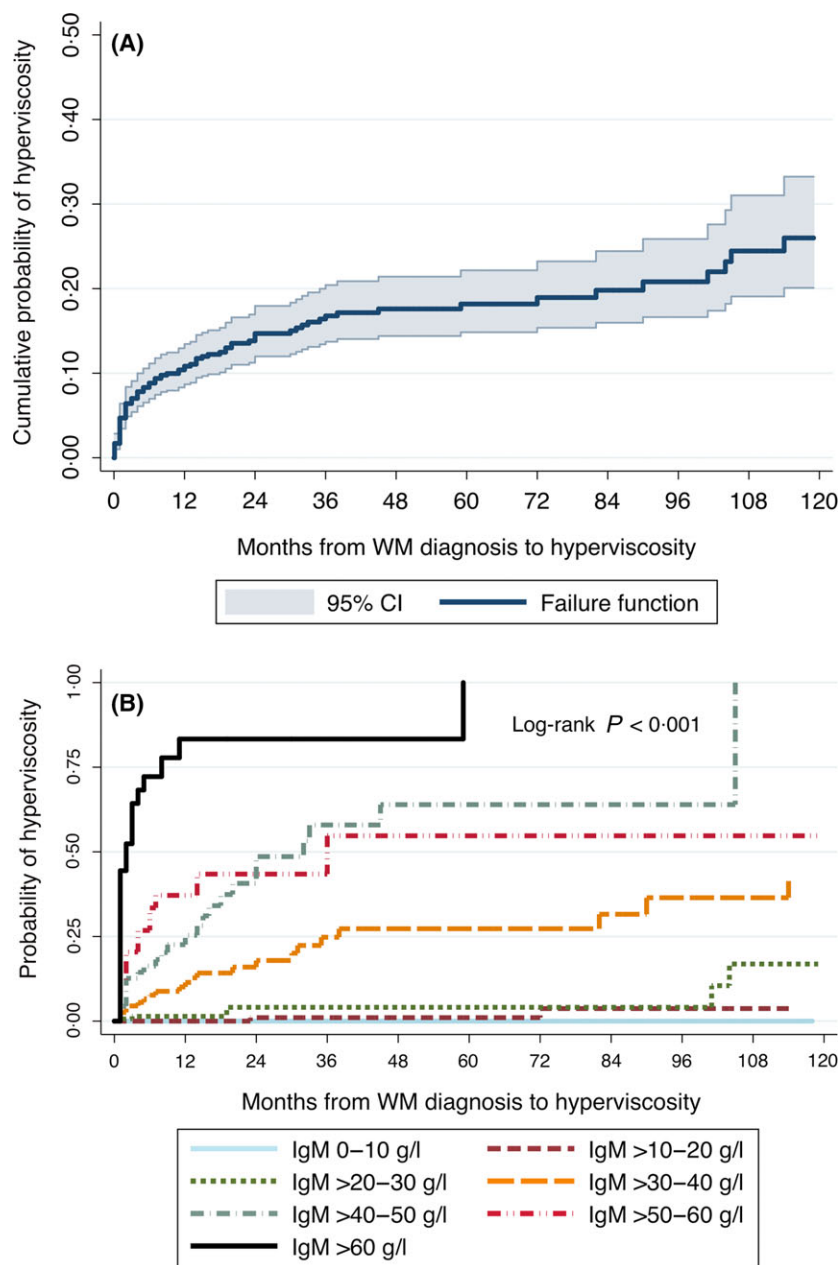 (A)
Cumulative probability of hyperviscosity
0·50
0·40
0·30
0·20
0·10
0·00
0 12 24 36 48 60 72 84 96 108 120
Months from WM diagnosis to hyperviscosity
95% CI Failure function
(B)
Log-rank P < 0·001
Probability of hyperviscosity
1·00
0·75
0·50
0·25
0·00
0 12 24 36 48 60 72 84 96 108 120
Months from WM diagnosis to hyperviscosity
IgM 0–10 g/l IgM >10–20 g/l
IgM >20–30 g/l IgM >30–40 g/l
IgM >40–50 g/l IgM >50–60 g/l
IgM >60 g/l